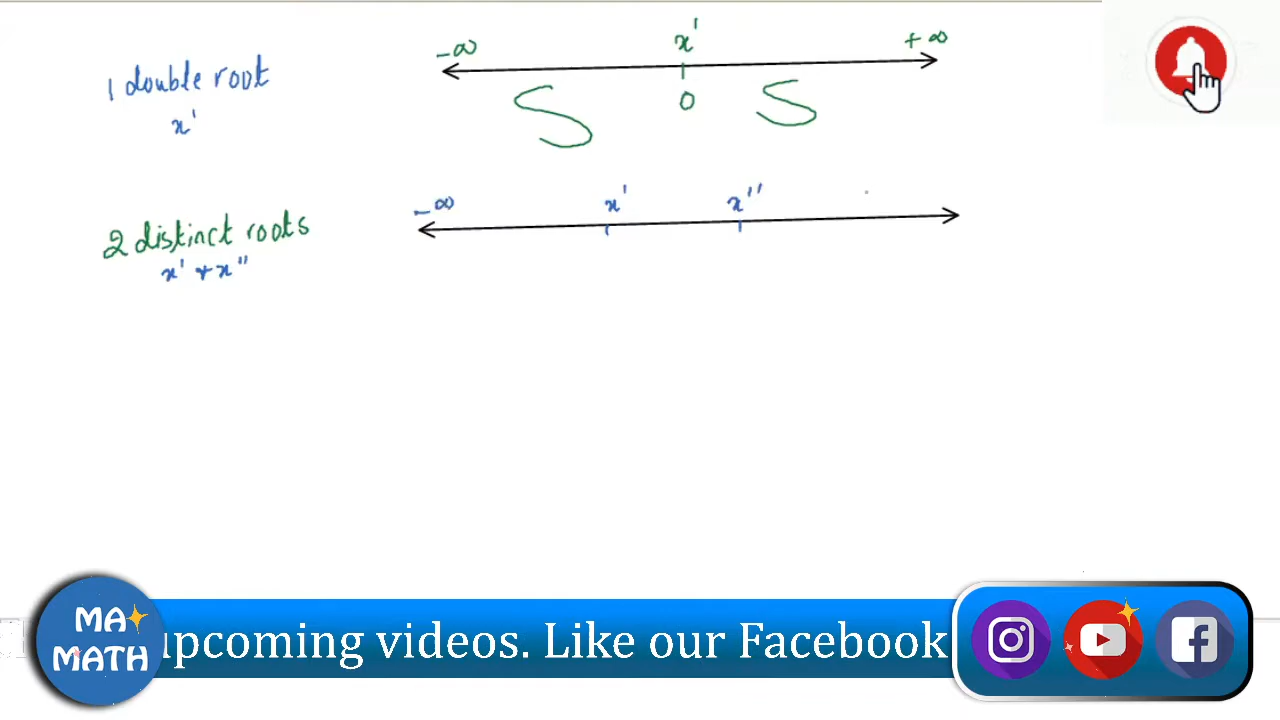 -∞ x' +∞
1 double root
x'
S 0 S
-∞ x' x''
2 distinct roots
x' & x''
MA MATH
upcoming videos. Like our Facebook